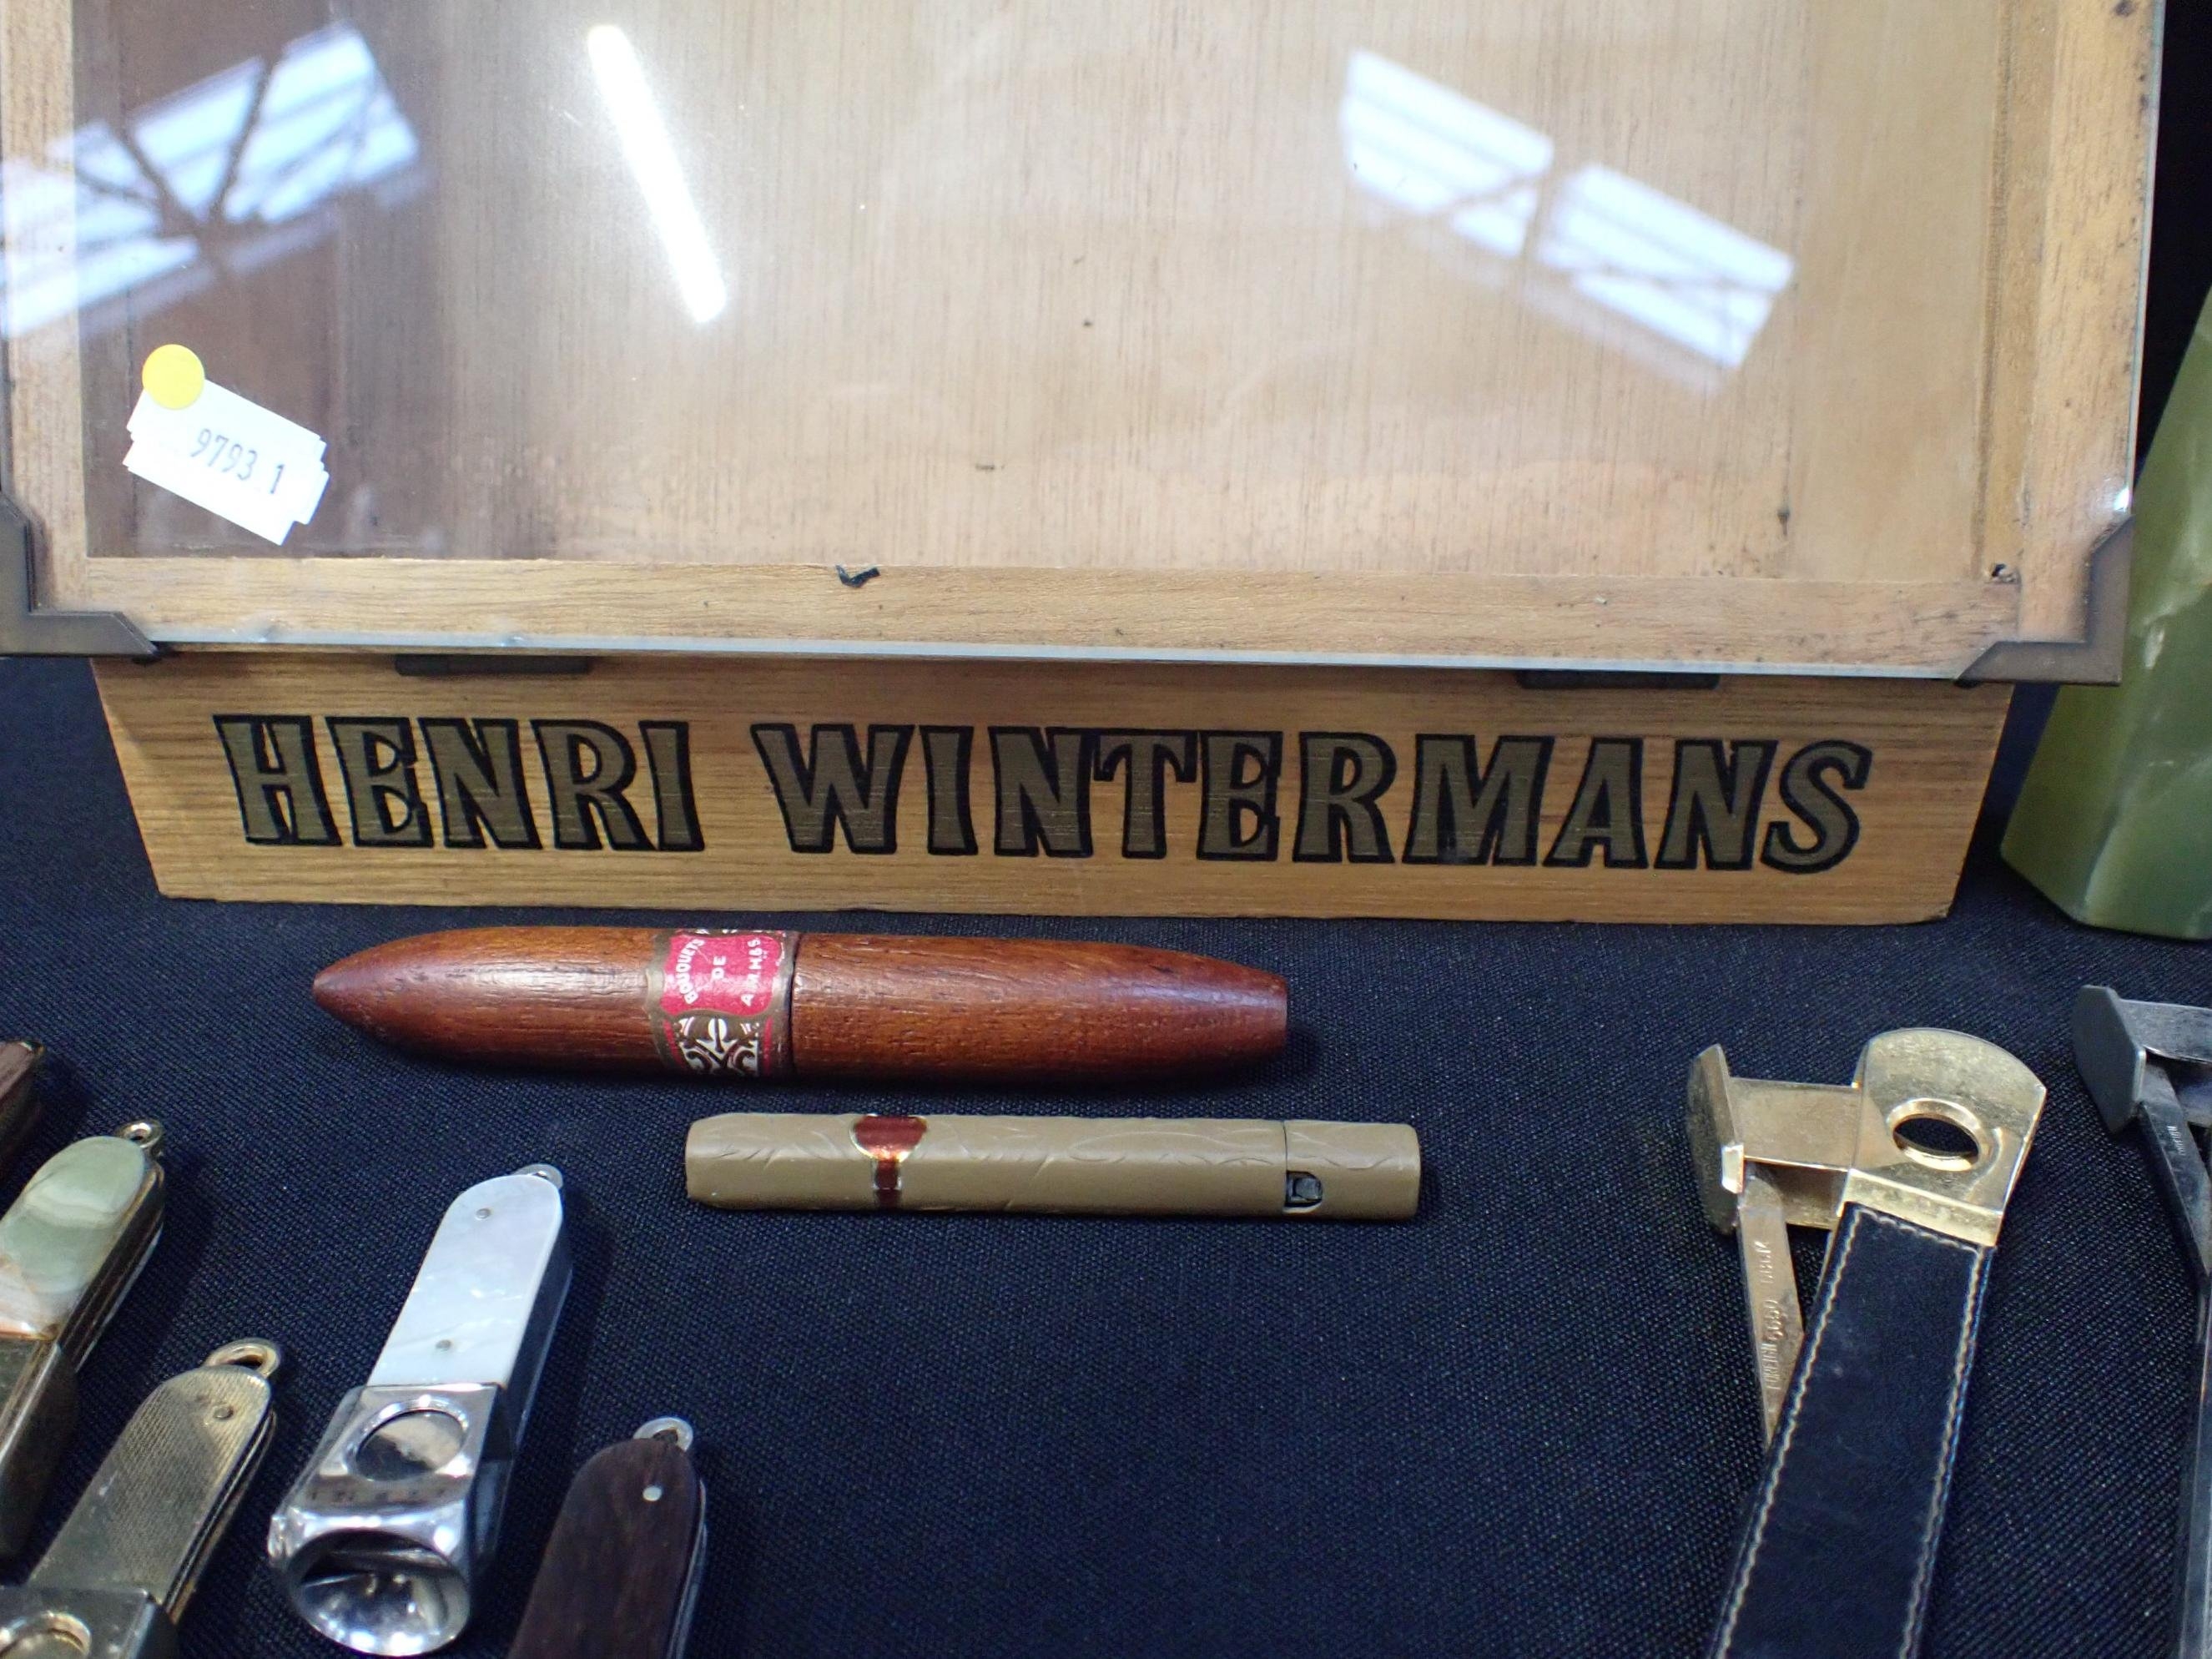 9793 1
HENRI WINTERMANS
BOUQUETS
DE